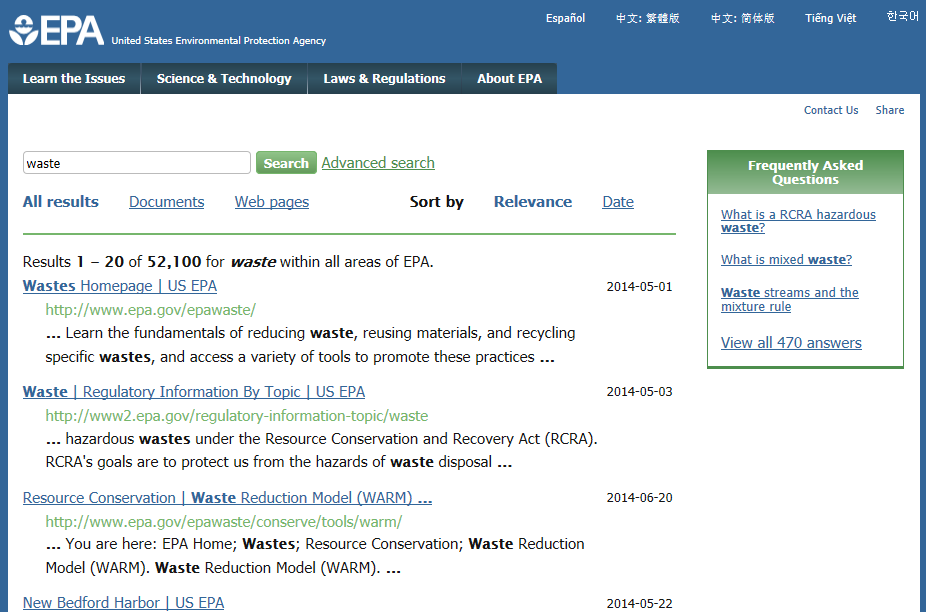 EPA
United States Environmental Protection Agency
Español 中文: 繁體版 中文: 简体版 Tiếng Việt 한국어
Learn the Issues Science & Technology Laws & Regulations About EPA
Contact Us Share
waste Search Advanced search
All results Documents Web pages Sort by Relevance Date
Results 1 – 20 of 52,100 for waste within all areas of EPA.
Wastes Homepage | US EPA 2014-05-01
http://www.epa.gov/epawaste/
... Learn the fundamentals of reducing waste, reusing materials, and recycling
specific wastes, and access a variety of tools to promote these practices ...
Waste | Regulatory Information By Topic | US EPA 2014-05-03
http://www2.epa.gov/regulatory-information-topic/waste
... hazardous wastes under the Resource Conservation and Recovery Act (RCRA).
RCRA's goals are to protect us from the hazards of waste disposal ...
Resource Conservation | Waste Reduction Model (WARM) ... 2014-06-20
http://www.epa.gov/epawaste/conserve/tools/warm/
... You are here: EPA Home; Wastes; Resource Conservation; Waste Reduction
Model (WARM). Waste Reduction Model (WARM). ...
New Bedford Harbor | US EPA 2014-05-22
Frequently Asked
Questions
What is a RCRA hazardous
waste?
What is mixed waste?
Waste streams and the
mixture rule
View all 470 answers